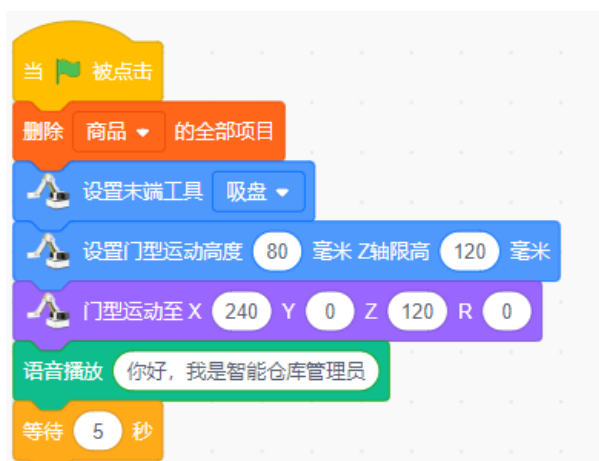 当 被点击
删除 商品 的全部项目
设置末端工具 吸盘
设置门型运动高度 80 毫米 Z轴限高 120 毫米
门型运动至 X 240 Y 0 Z 120 R 0
语音播放 你好，我是智能仓库管理员
等待 5 秒